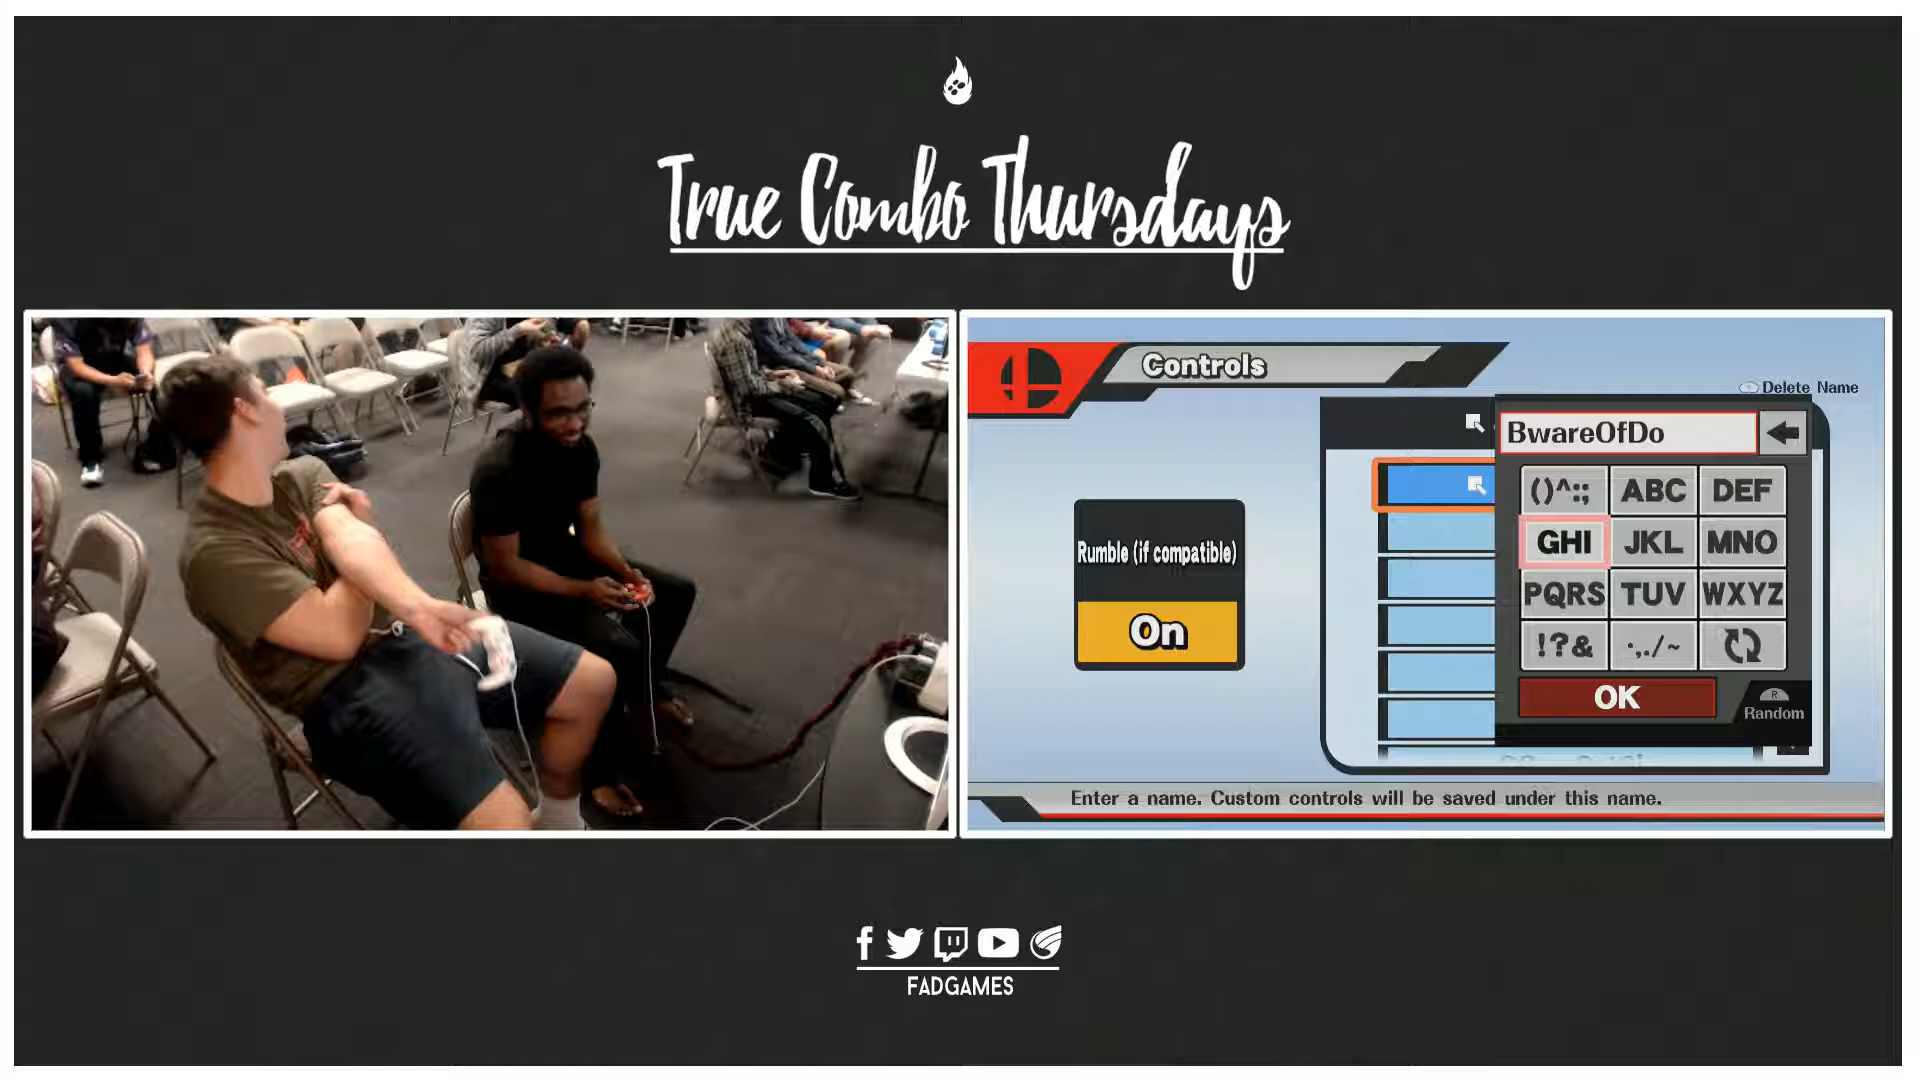 True Combo Thursdays
Controls
Delete Name
BwareOfDo
()^:; ABC DEF
GHI JKL MNO
PQRS TUV WXYZ
!?& ·,./~
OK
R
Random
Rumble (if compatible)
On
Enter a name. Custom controls will be saved under this name.
FADGAMES